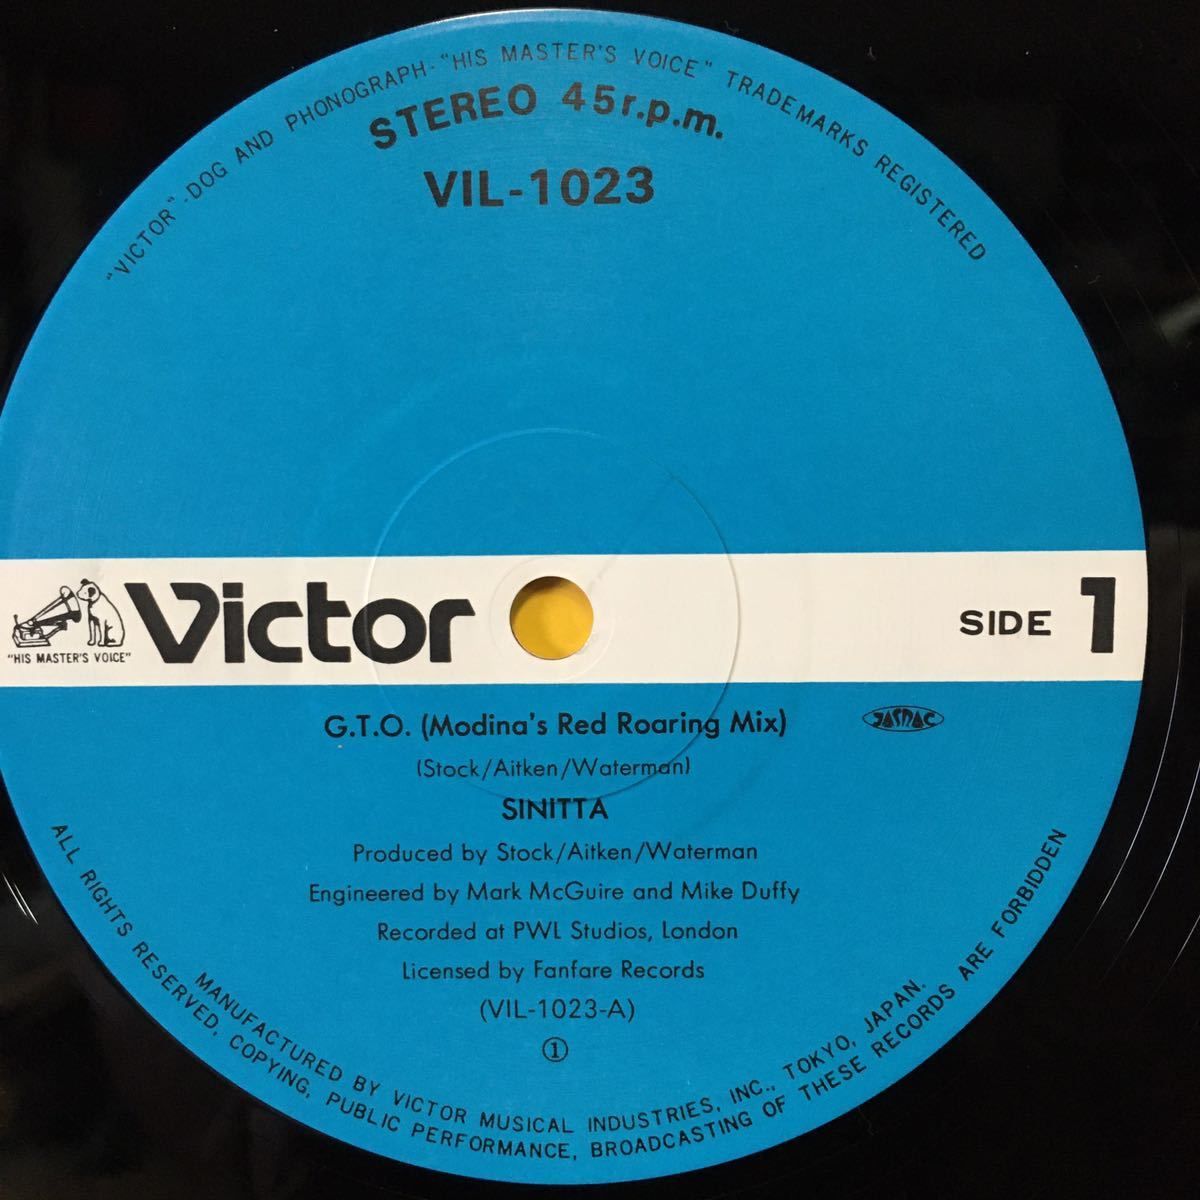 "VICTOR"-DOG AND PHONOGRAPH-"HIS MASTER'S VOICE" TRADEMARKS REGISTERED
STEREO 45r.p.m.
VIL-1023
"HIS MASTER'S VOICE"
Victor
SIDE 1
G.T.O. (Modina's Red Roaring Mix)
JASRAC
(Stock/Aitken/Waterman)
SINITTA
Produced by Stock/Aitken/Waterman
Engineered by Mark McGuire and Mike Duffy
Recorded at PWL Studios, London
Licensed by Fanfare Records
(VIL-1023-A)
①
MANUFACTURED BY VICTOR MUSICAL INDUSTRIES, INC., TOKYO, JAPAN.
ALL RIGHTS RESERVED, COPYING, PUBLIC PERFORMANCE, BROADCASTING OF THESE RECORDS ARE FORBIDDEN